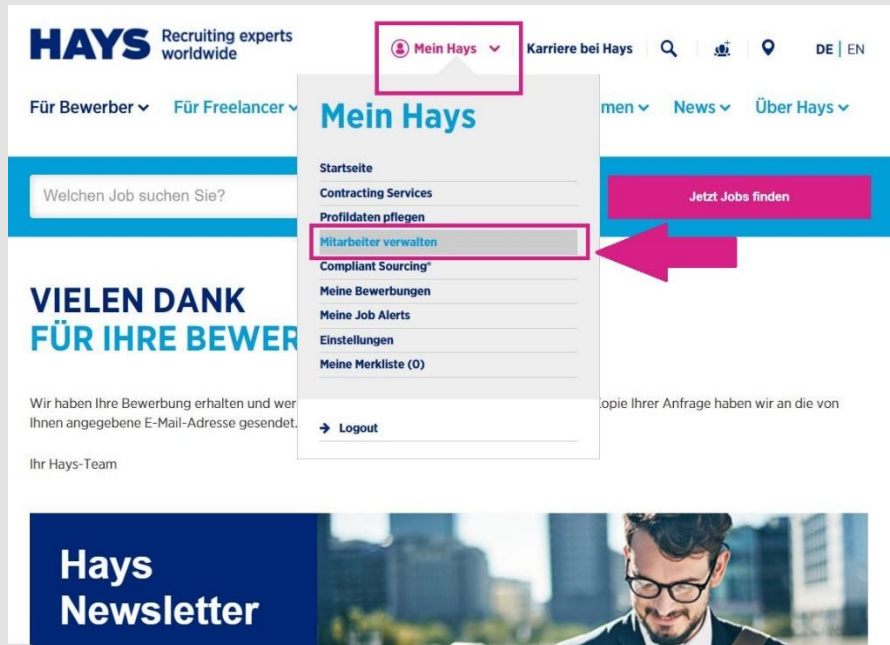 HAYS Recruiting experts
worldwide
Mein Hays
Karriere bei Hays
DE | EN
Für Bewerber
Für Freelancer
men
News
Über Hays
Mein Hays
Startseite
Contracting Services
Profildaten pflegen
Mitarbeiter verwalten
Compliant Sourcing*
Meine Bewerbungen
Meine Job Alerts
Einstellungen
Meine Merkliste (0)
→ Logout
Welchen Job suchen Sie?
Jetzt Jobs finden
VIELEN DANK
FÜR IHRE BEWER
Wir haben Ihre Bewerbung erhalten und wer
opie Ihrer Anfrage haben wir an die von
Ihnen angegebene E-Mail-Adresse gesendet.
Ihr Hays-Team
Hays
Newsletter